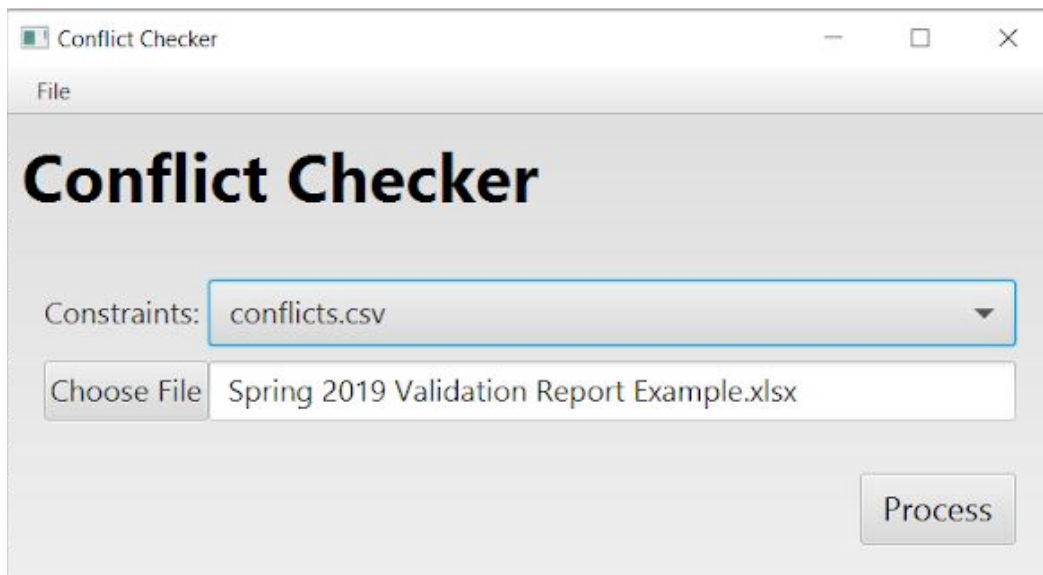 Conflict Checker
File
Conflict Checker
Constraints: conflicts.csv
Choose File Spring 2019 Validation Report Example.xlsx
Process